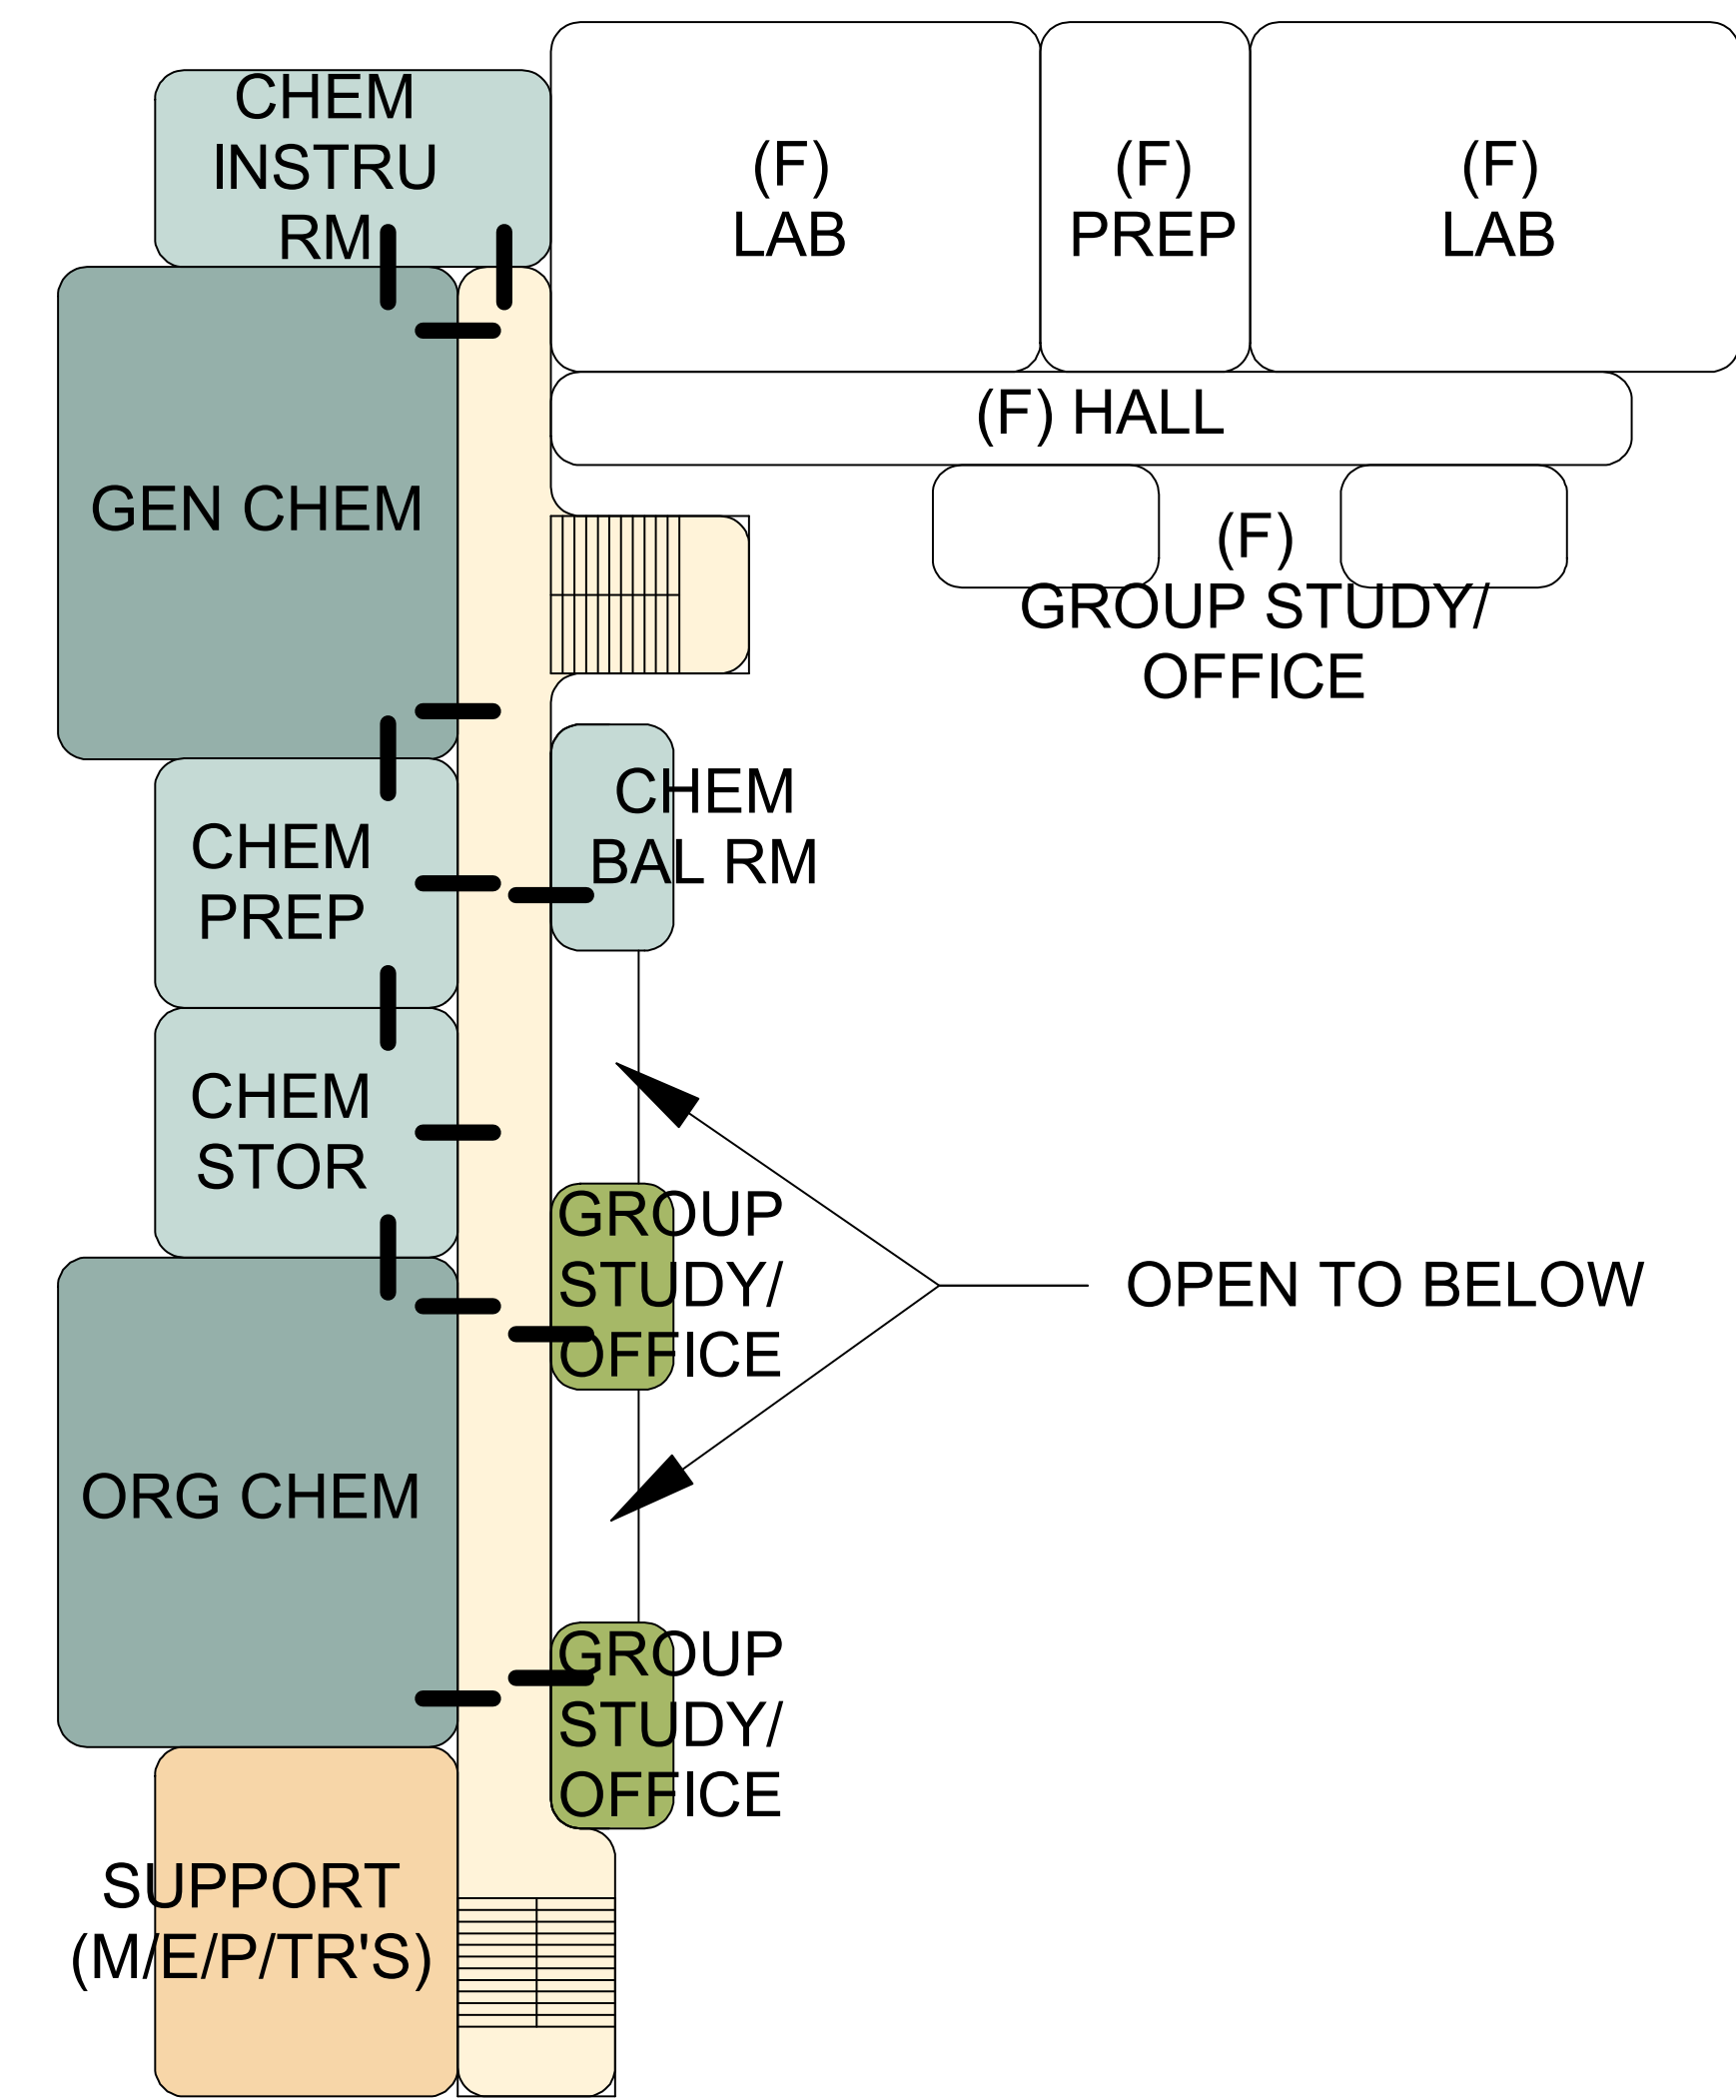 CHEM
INSTRU
RM
(F)
LAB
(F)
PREP
(F)
LAB
(F) HALL
GEN CHEM
(F)
GROUP STUDY/
OFFICE
CHEM
BAL RM
CHEM
PREP
CHEM
STOR
GROUP
STUDY/
OFFICE
OPEN TO BELOW
ORG CHEM
GROUP
STUDY/
OFFICE
SUPPORT
(M/E/P/TR'S)